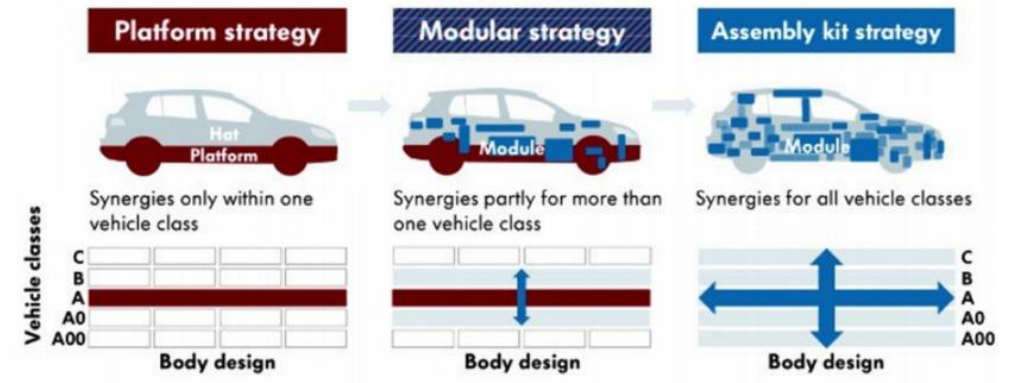 Platform strategy
Modular strategy
Assembly kit strategy
Hat
Platform
Module
Module
Synergies only within one
vehicle class
Synergies partly for more than
one vehicle class
Synergies for all vehicle classes
Vehicle classes
C
B
A
A0
A00
C
B
A
A0
A00
Body design
Body design
Body design